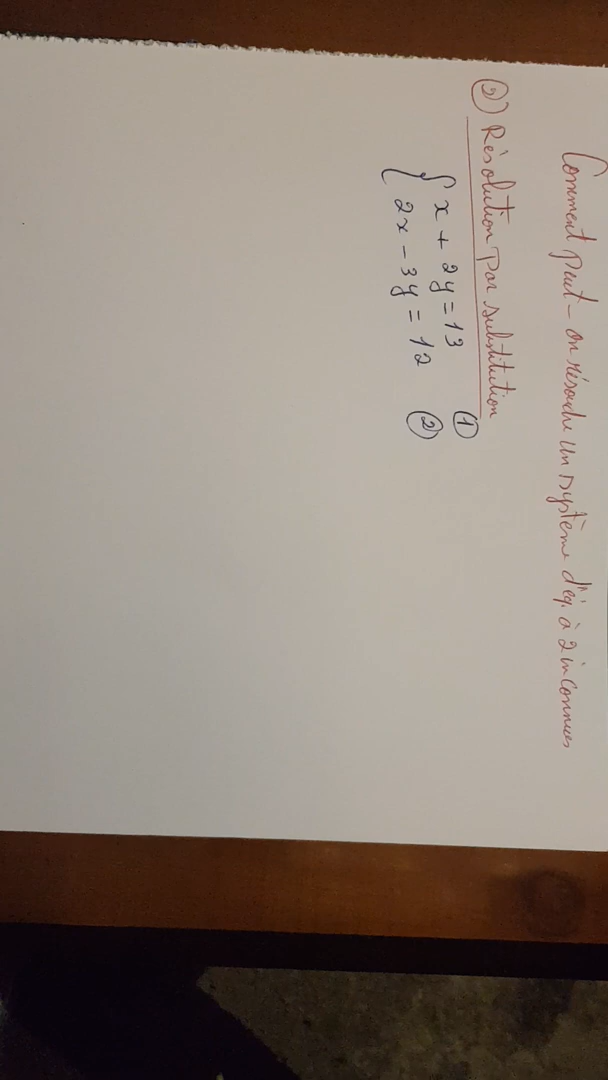 Comment peut-on résoudre un système d'éq. à 2 inconnues
② Résolution par substitution
{ x + 2y = 13 ①
2x - 3y = 12 ②